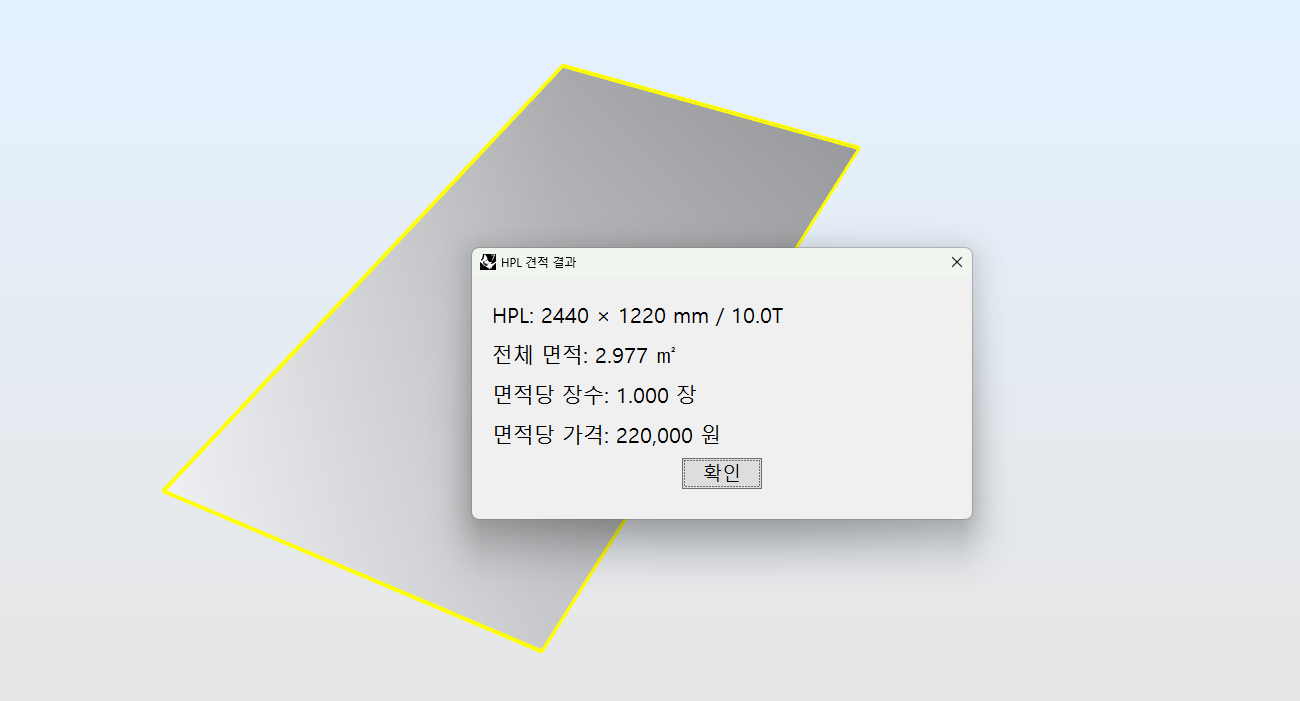 HPL 견적 결과
HPL: 2440 × 1220 mm / 10.0T
전체 면적: 2.977 ㎡
면적당 장수: 1.000 장
면적당 가격: 220,000 원
확인